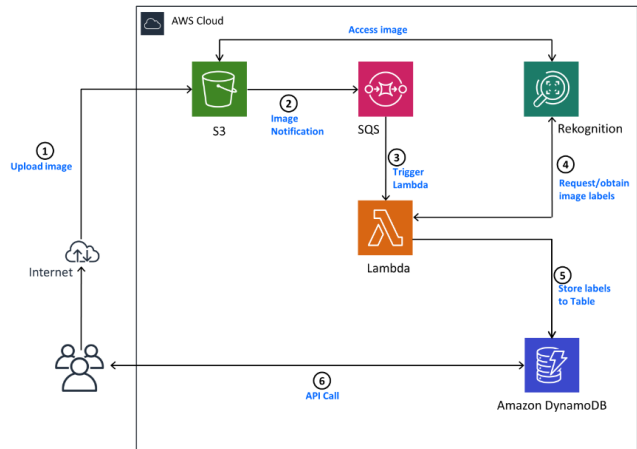 AWS Cloud
Access image
S3
2
Image
Notification
SQS
Rekognition
1
Upload image
3
Trigger
Lambda
4
Request/obtain
image labels
Internet
Lambda
5
Store labels
to Table
6
API Call
Amazon DynamoDB